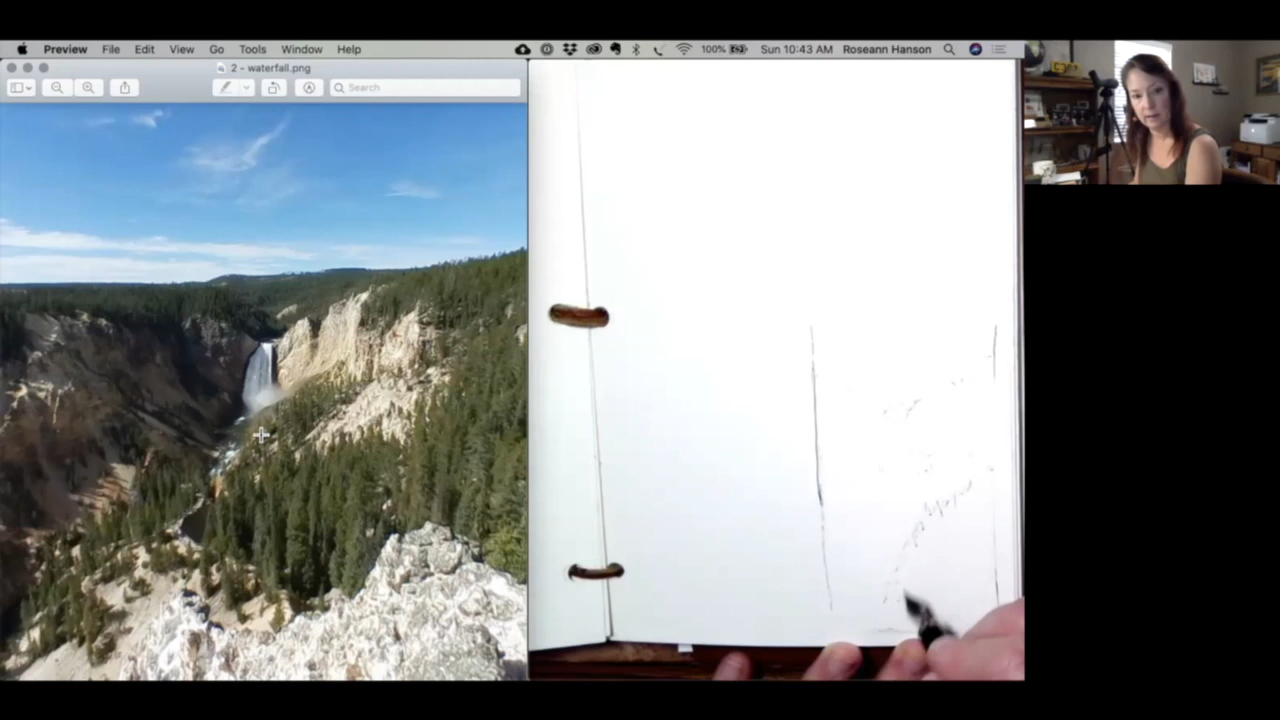 Preview File Edit View Go Tools Window Help 100% Sun 10:43 AM Roseann Hanson
2 - waterfall.png
Search